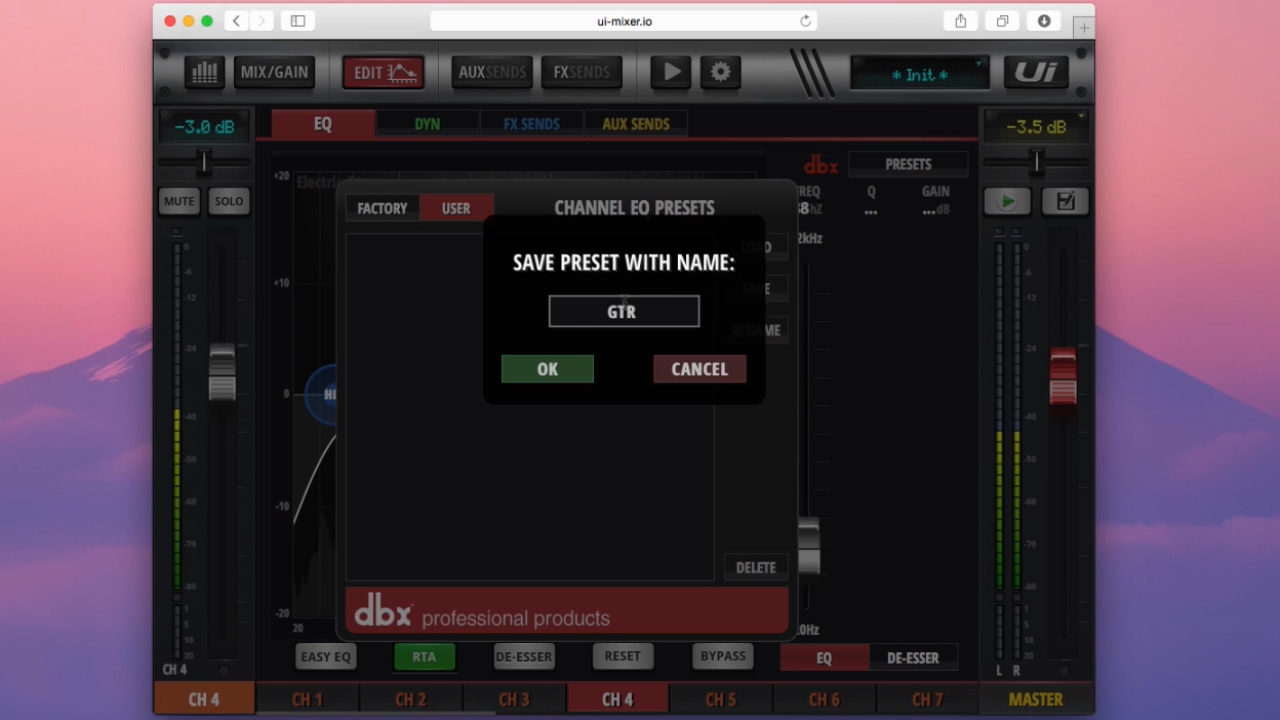 ui-mixer.io
MIX/GAIN
EDIT
AUXSENDS
FXSENDS
* Init *
Ui
-3.0 dB
EQ
DYN
FX SENDS
AUX SENDS
-3.5 dB
dbx
PRESETS
Q
GAIN
... dB
MUTE
SOLO
FACTORY
USER
CHANNEL EQ PRESETS
SAVE PRESET WITH NAME:
GTR
OK
CANCEL
DELETE
dbx professional products
+20
+10
0
-10
-20
20
EASY EQ
RTA
DE-ESSER
RESET
BYPASS
EQ
DE-ESSER
CH 4
L R
CH 4
CH 1
CH 2
CH 3
CH 4
CH 5
CH 6
CH 7
MASTER